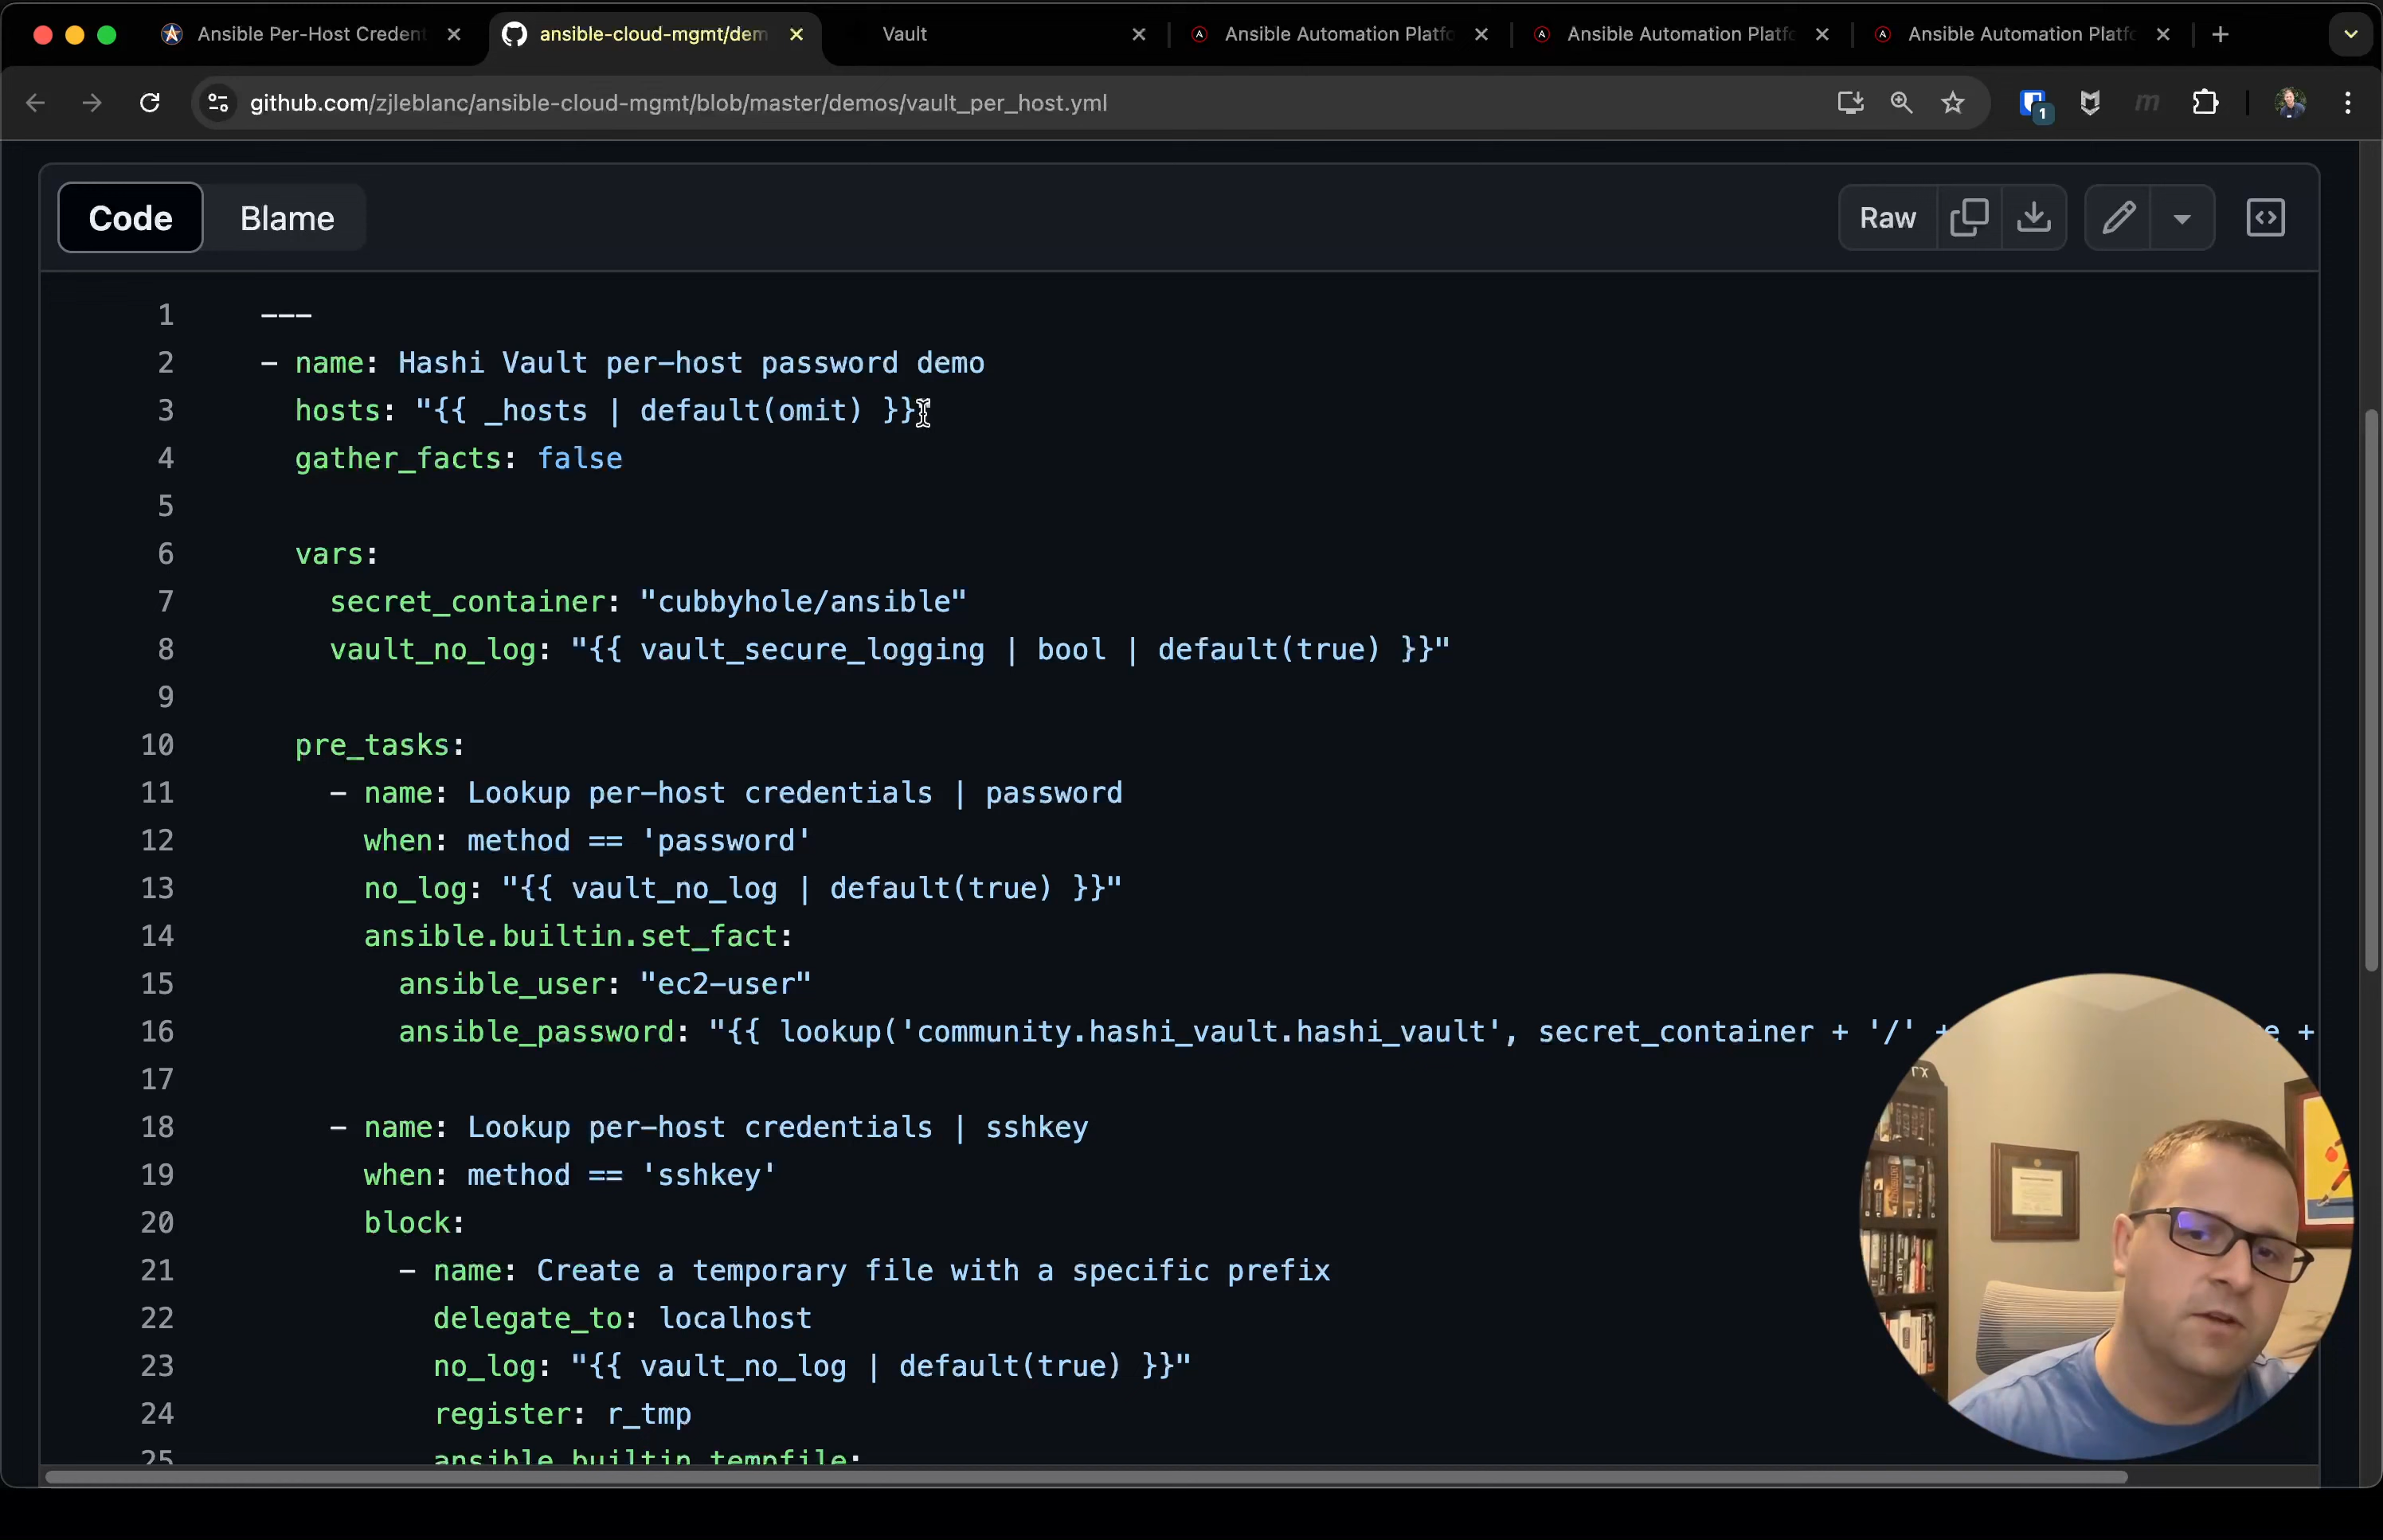 Ansible Per-Host Credent
ansible-cloud-mgmt/dem
Vault
Ansible Automation Platfo
Ansible Automation Platfo
Ansible Automation Platfo
github.com/zjleblanc/ansible-cloud-mgmt/blob/master/demos/vault_per_host.yml
1
Code
Blame
Raw
1 ---
2 - name: Hashi Vault per-host password demo
3 hosts: "{{ _hosts | default(omit) }}
4 gather_facts: false
5
6 vars:
7 secret_container: "cubbyhole/ansible"
8 vault_no_log: "{{ vault_secure_logging | bool | default(true) }}"
9
10 pre_tasks:
11 - name: Lookup per-host credentials | password
12 when: method == 'password'
13 no_log: "{{ vault_no_log | default(true) }}"
14 ansible.builtin.set_fact:
15 ansible_user: "ec2-user"
16 ansible_password: "{{ lookup('community.hashi_vault.hashi_vault', secret_container + '/' + e +
17
18 - name: Lookup per-host credentials | sshkey
19 when: method == 'sshkey'
20 block:
21 - name: Create a temporary file with a specific prefix
22 delegate_to: localhost
23 no_log: "{{ vault_no_log | default(true) }}"
24 register: r_tmp
25 ansible.builtin.tempfile: